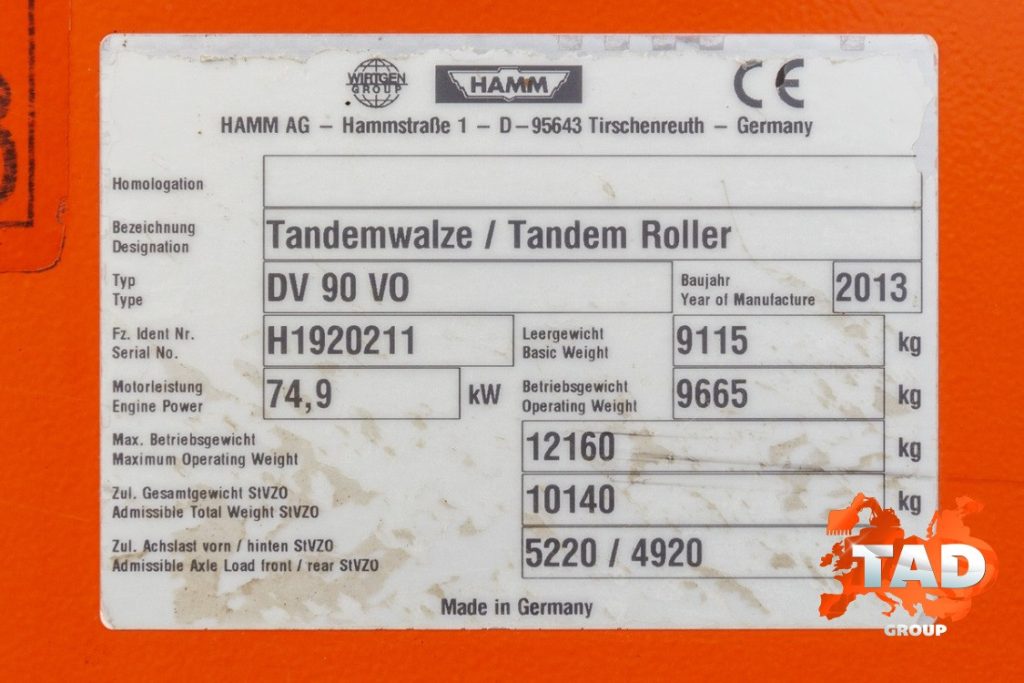 WIRTGEN
GROUP
HAMM
CE
HAMM AG – Hammstraße 1 – D–95643 Tirschenreuth – Germany
Homologation
Bezeichnung
Designation
Tandemwalze / Tandem Roller
Typ
Type
DV 90 VO
Baujahr
Year of Manufacture
2013
Fz. Ident Nr.
Serial No.
H1920211
Leergewicht
Basic Weight
9115 kg
Motorleistung
Engine Power
74,9 kW
Betriebsgewicht
Operating Weight
9665 kg
Max. Betriebsgewicht
Maximum Operating Weight
12160 kg
Zul. Gesamtgewicht StVZO
Admissible Total Weight StVZO
10140 kg
Zul. Achslast vorn / hinten StVZO
Admissible Axle Load front / rear StVZO
5220 / 4920
Made in Germany
TAD
GROUP